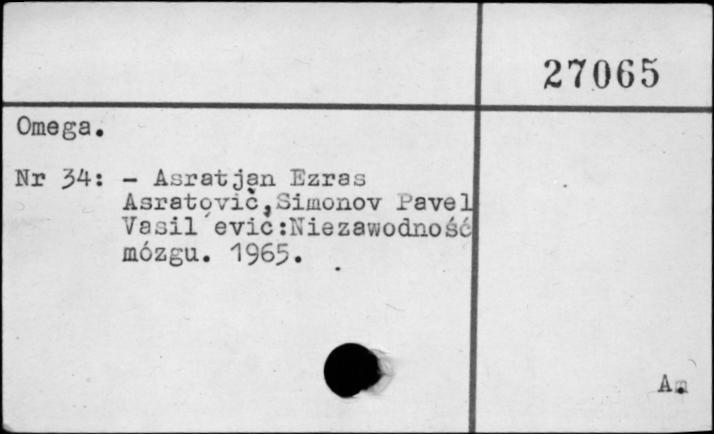 27065
Omega.
Nr 34: - Asratjan Ezras
Asratovič,Simonov Pavel
Vasil'evič:Niezawodność
mózgu. 1965.